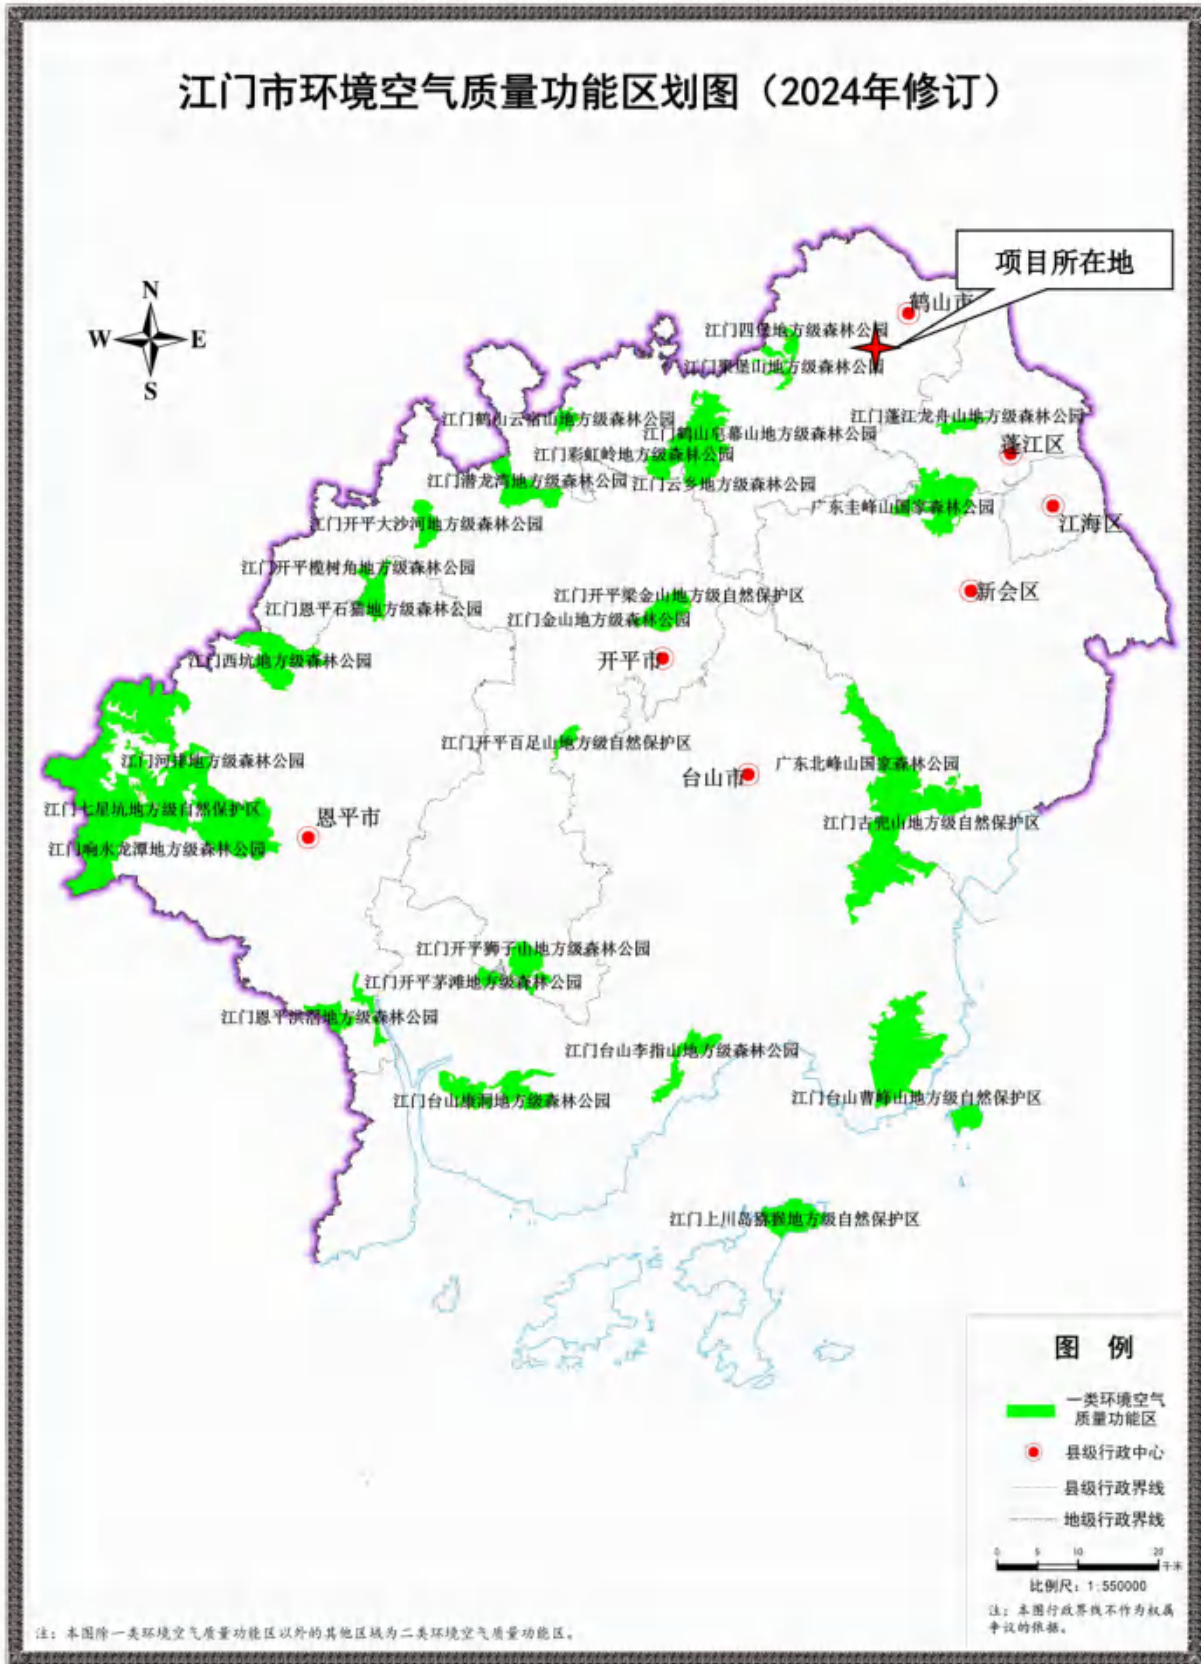 江门市环境空气质量功能区划图（2024年修订）
项目所在地
N
W
E
S
鹤山市
江门四堡地方级森林公园
江门聚堡山地方级森林公园
江门鹤山云宿山地方级森林公园
江门鹤山皂幕山地方级森林公园
江门蓬江龙舟山地方级森林公园
蓬江区
江门彩虹岭地方级森林公园
江门潜龙湾地方级森林公园
江门云乡地方级森林公园
广东圭峰山国家森林公园
江海区
江门开平大沙河地方级森林公园
江门开平榄树角地方级森林公园
江门恩平石猫地方级森林公园
江门开平梁金山地方级自然保护区
江门金山地方级森林公园
新会区
开平市
江门西坑地方级森林公园
江门开平百足山地方级自然保护区
江门河排地方级森林公园
广东北峰山国家森林公园
台山市
江门七星坑地方级自然保护区
恩平市
江门古兜山地方级自然保护区
江门响水龙潭地方级森林公园
江门开平狮子山地方级森林公园
江门开平茅滩地方级森林公园
江门恩平
地方级森林公园
江门台山李指山地方级森林公园
江门台山
地方级森林公园
江门台山曹峰山地方级自然保护区
江门上川岛猕猴地方级自然保护区
图 例
一类环境空气
质量功能区
县级行政中心
县级行政界线
地级行政界线
0 5 10 20
千米
比例尺：1:550000
注：本图行政界线不作为权属
争议的依据。
注：本图除一类环境空气质量功能区以外的其他区域为二类环境空气质量功能区。